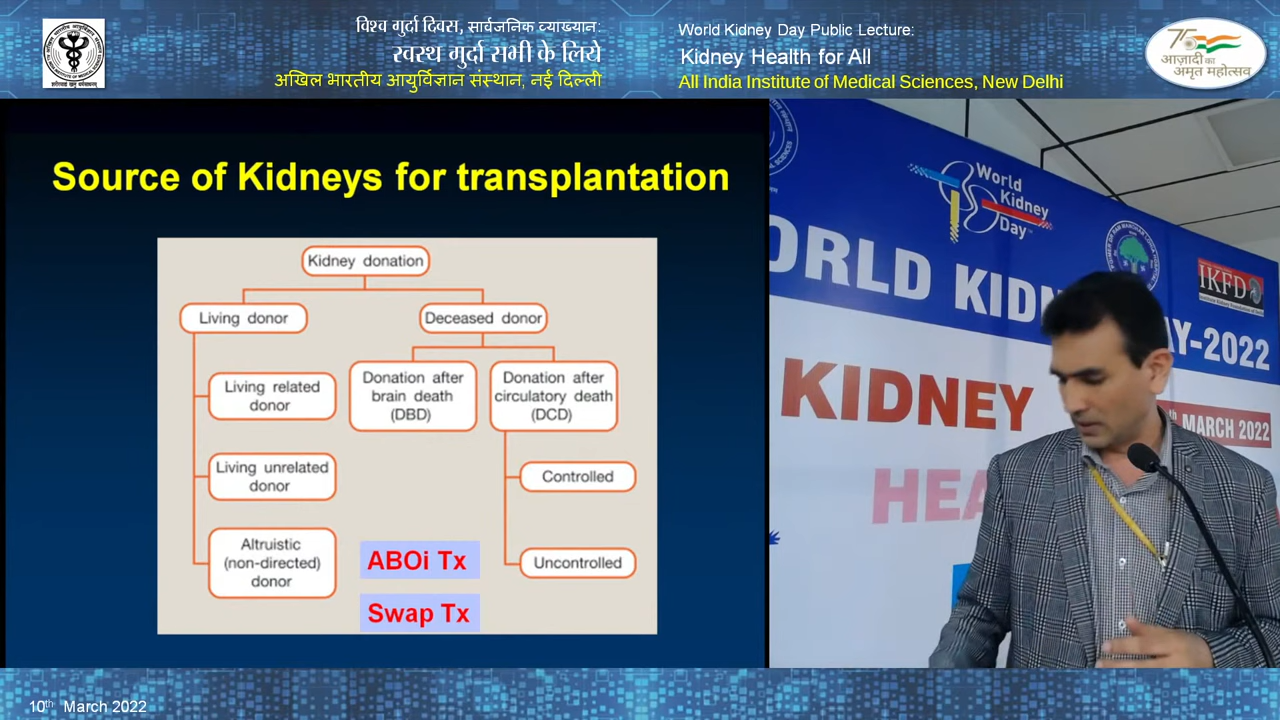 विश्व गुर्दा दिवस, सार्वजनिक व्याख्यान:
स्वस्थ गुर्दा सभी के लिये
अखिल भारतीय आयुर्विज्ञान संस्थान, नई दिल्ली
World Kidney Day Public Lecture:
Kidney Health for All
All India Institute of Medical Sciences, New Delhi
75
आज़ादी का
अमृत महोत्सव
Source of Kidneys for transplantation
Kidney donation
Living donor
Deceased donor
Living related
donor
Donation after
brain death
(DBD)
Donation after
circulatory death
(DCD)
Living unrelated
donor
Controlled
Altruistic
(non-directed)
donor
Uncontrolled
ABOi Tx
Swap Tx
World
Kidney
Day
IKFD
ORLD KIDN
AY-2022
KIDNEY
th MARCH 2022
HEA
10th March 2022